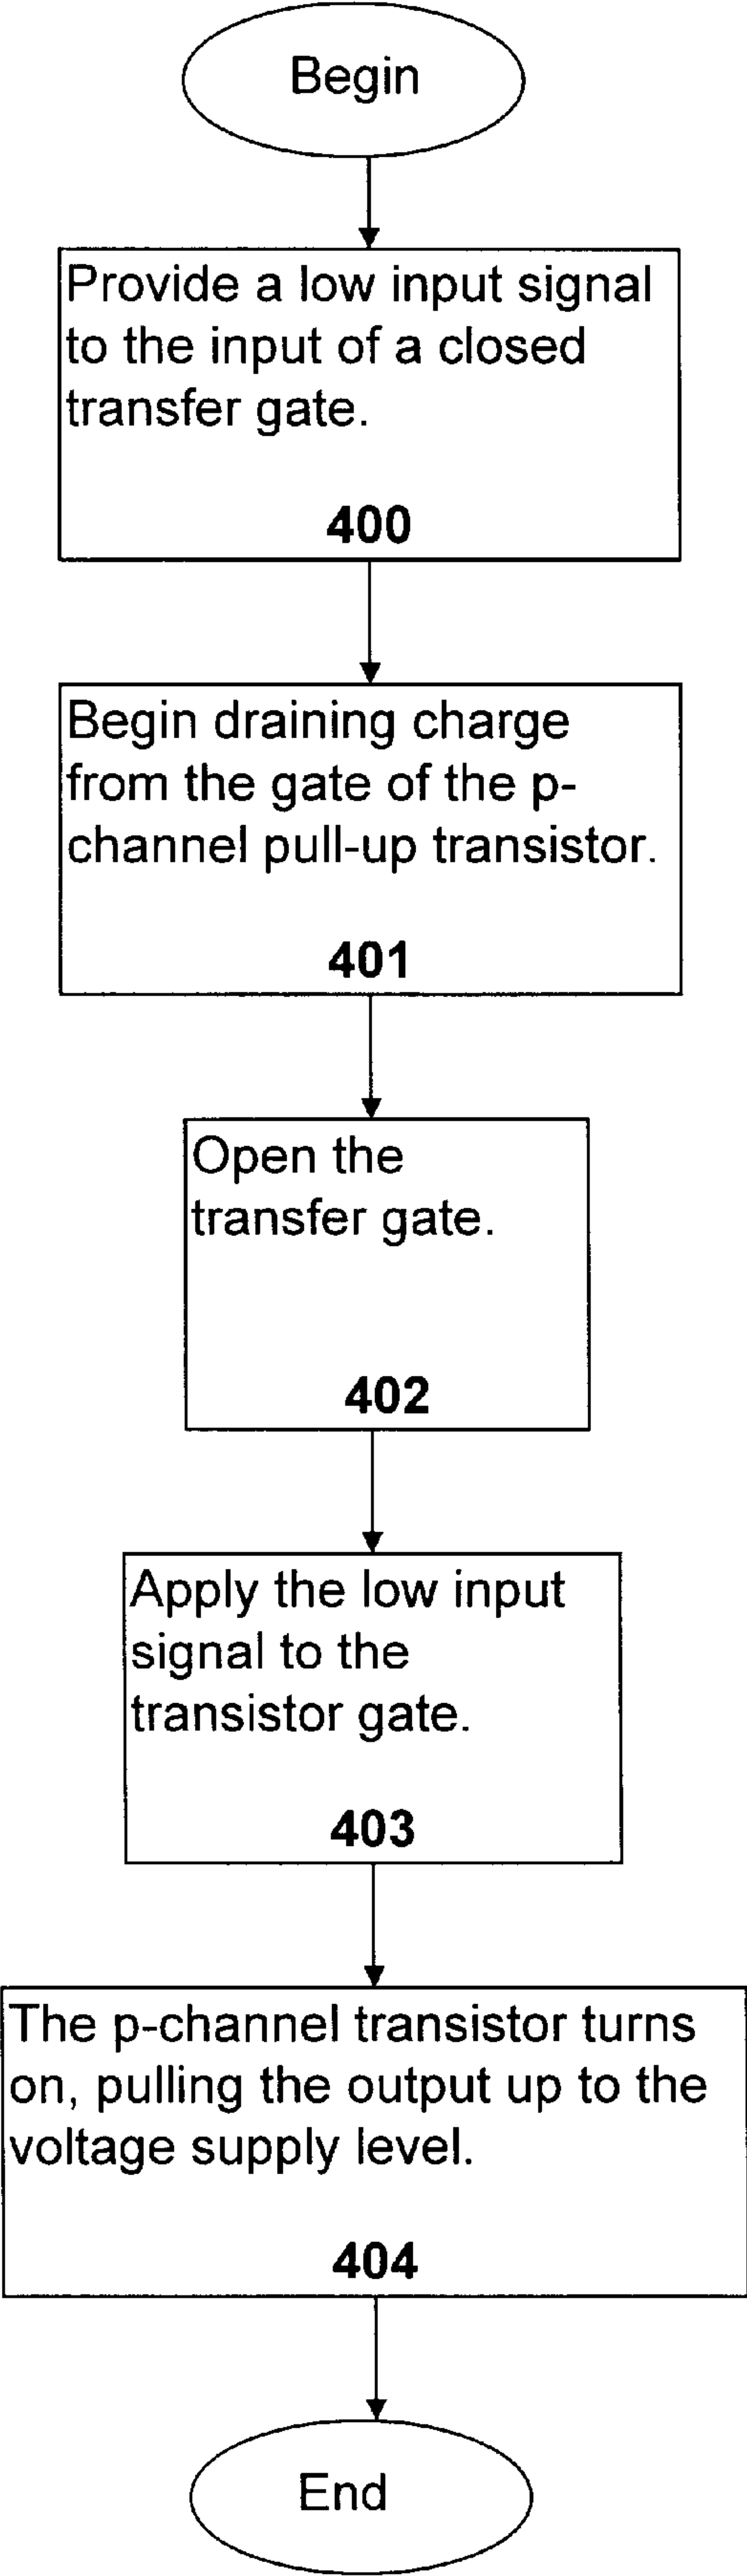 Begin
Provide a low input signal
to the input of a closed
transfer gate.
400
Begin draining charge
from the gate of the p-
channel pull-up transistor.
401
Open the
transfer gate.
402
Apply the low input
signal to the
transistor gate.
403
The p-channel transistor turns
on, pulling the output up to the
voltage supply level.
404
End